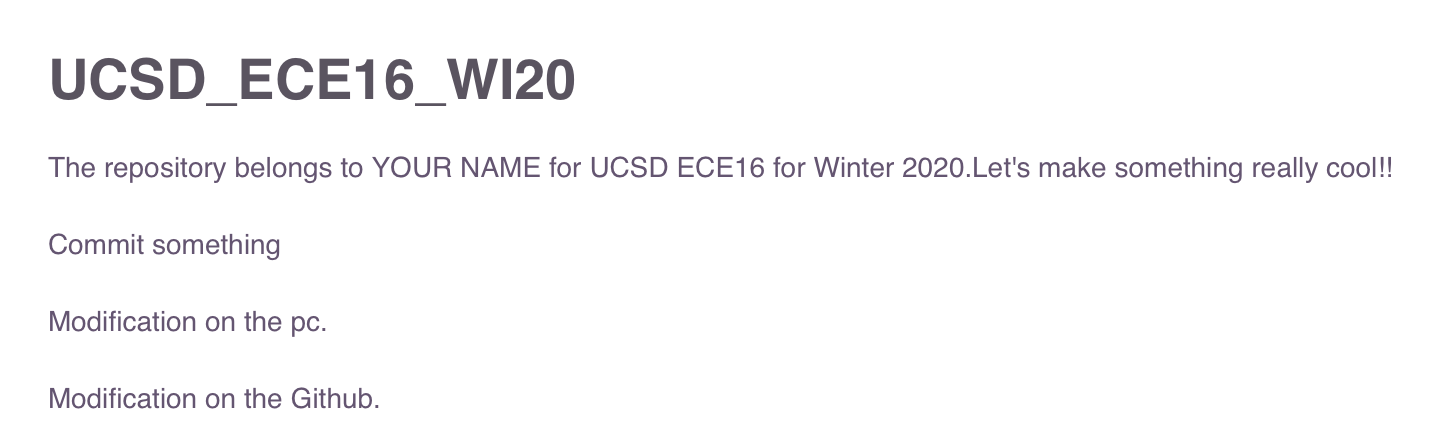 UCSD_ECE16_WI20
The repository belongs to YOUR NAME for UCSD ECE16 for Winter 2020.Let's make something really cool!!
Commit something
Modification on the pc.
Modification on the Github.